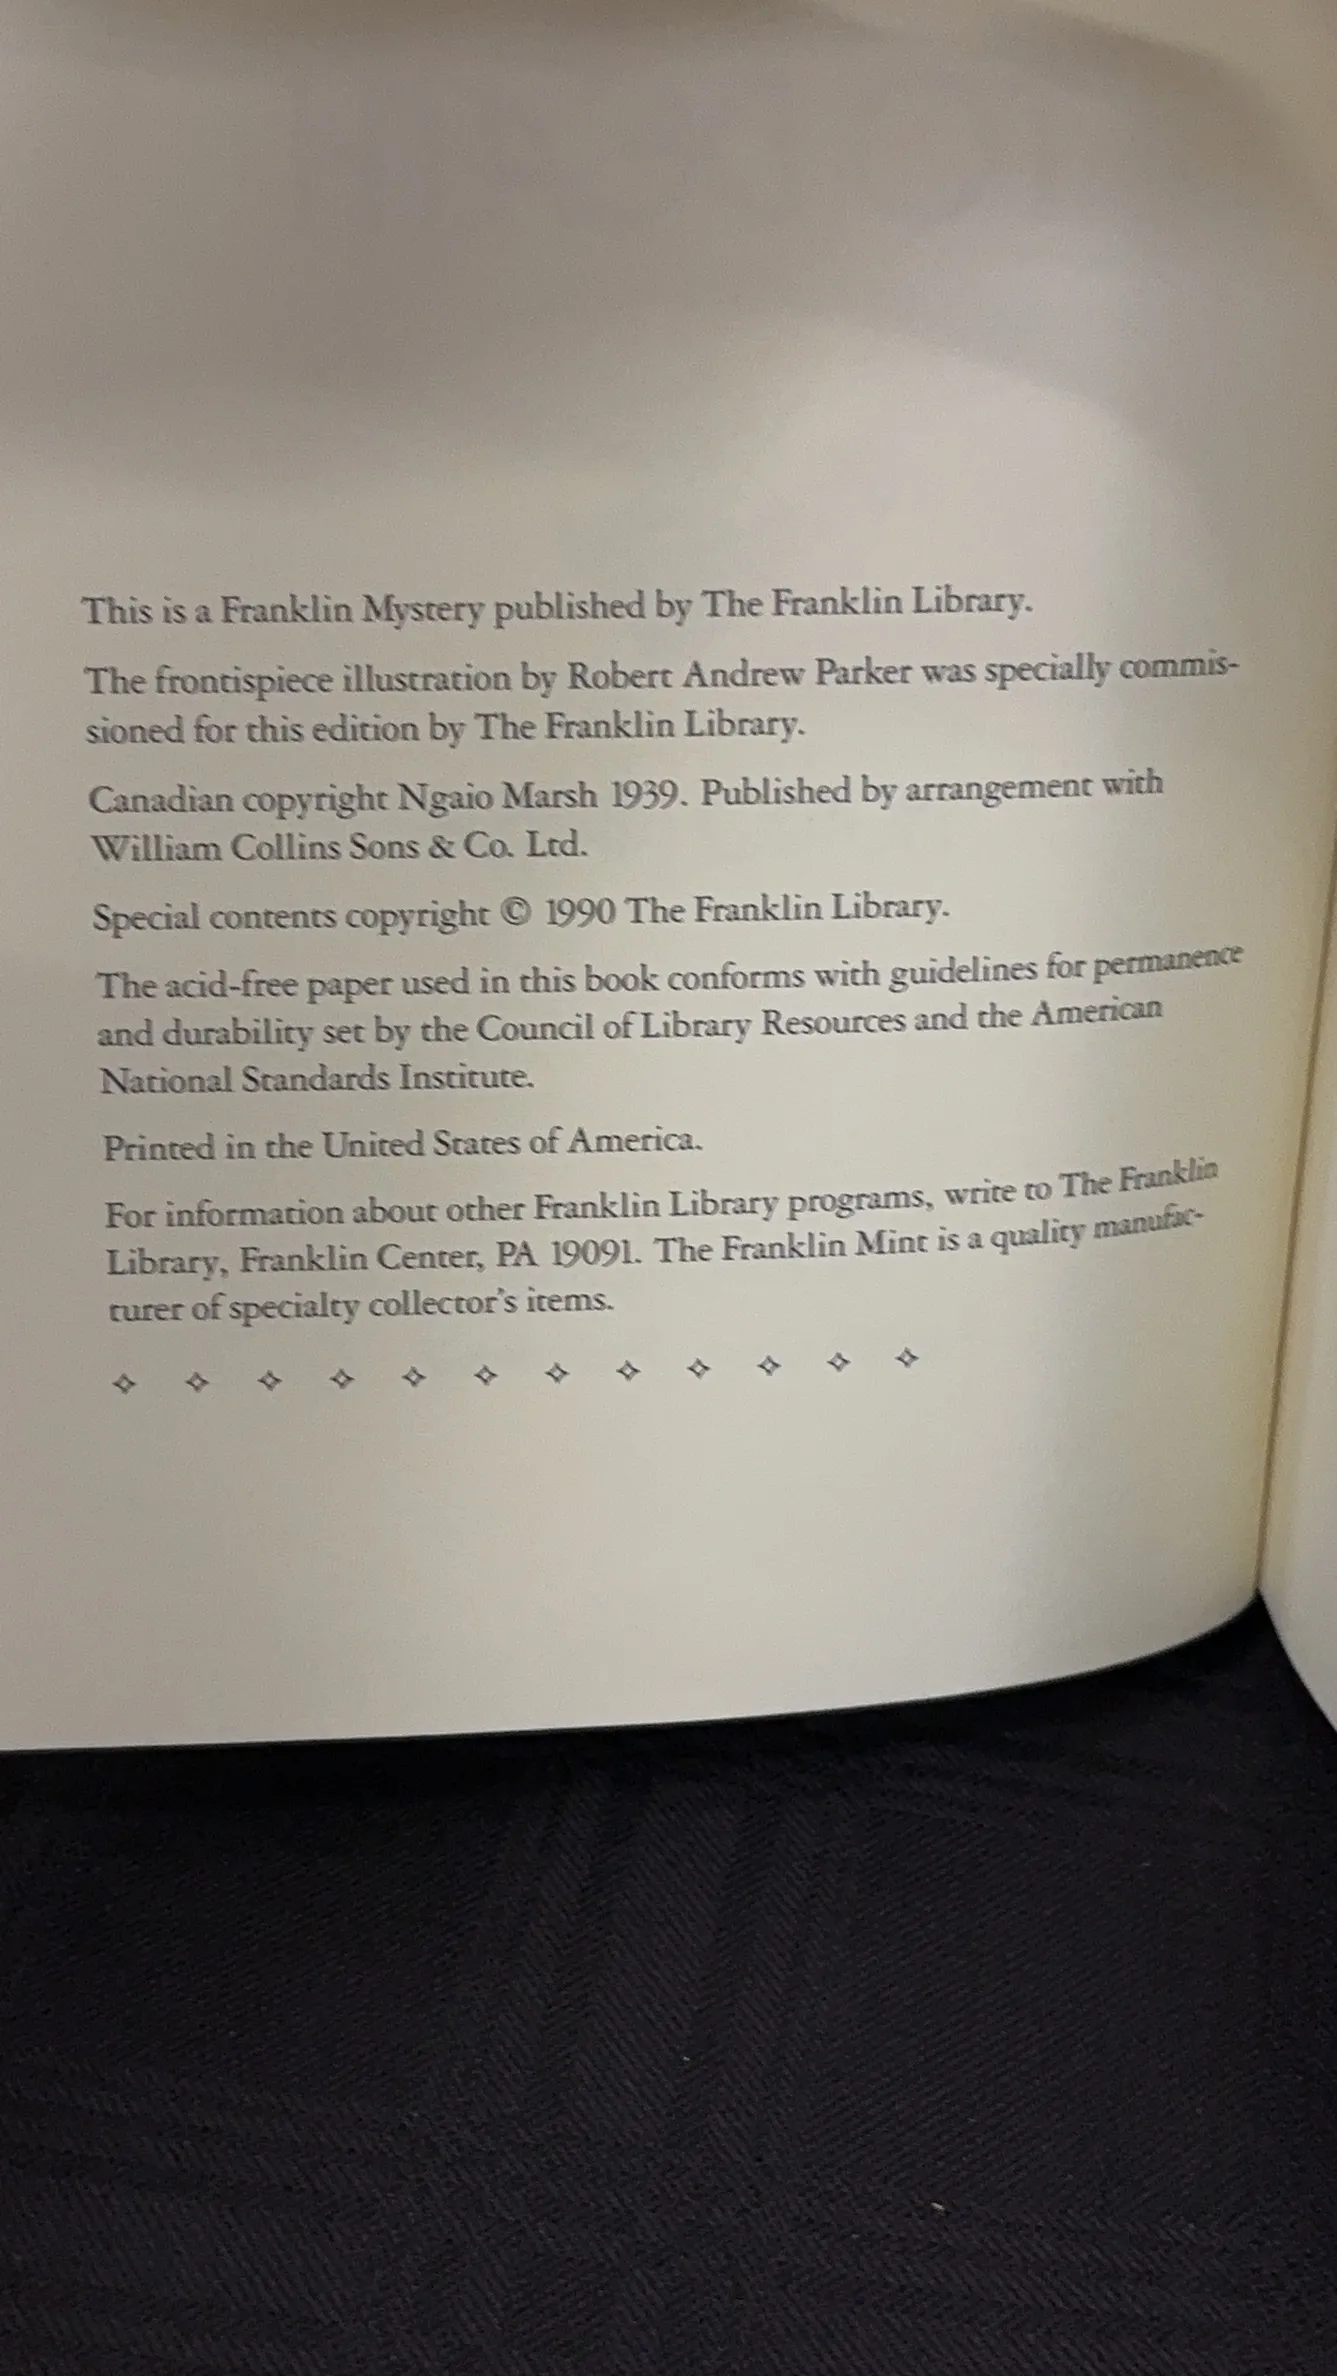 This is a Franklin Mystery published by The Franklin Library.
The frontispiece illustration by Robert Andrew Parker was specially commis-
sioned for this edition by The Franklin Library.
Canadian copyright Ngaio Marsh 1939. Published by arrangement with
William Collins Sons & Co. Ltd.
Special contents copyright © 1990 The Franklin Library.
The acid-free paper used in this book conforms with guidelines for permanence
and durability set by the Council of Library Resources and the American
National Standards Institute.
Printed in the United States of America.
For information about other Franklin Library programs, write to The Franklin
Library, Franklin Center, PA 19091. The Franklin Mint is a quality manufac-
turer of specialty collector's items.